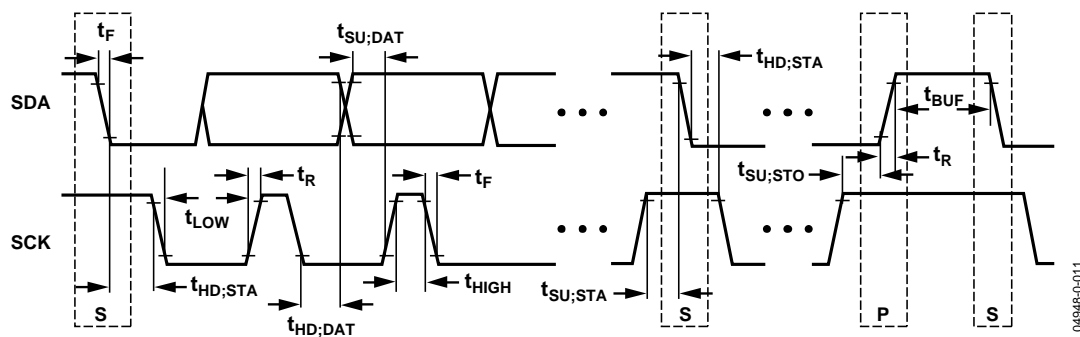 tF
tSU;DAT
tHD;STA
SDA
• • •
• • •
tBUF
tR
tSU;STO
tR
tF
tLOW
SCK
• • •
• • •
tHD;STA
tHIGH
tSU;STA
tHD;DAT
S
S
P
S
04948-0-011